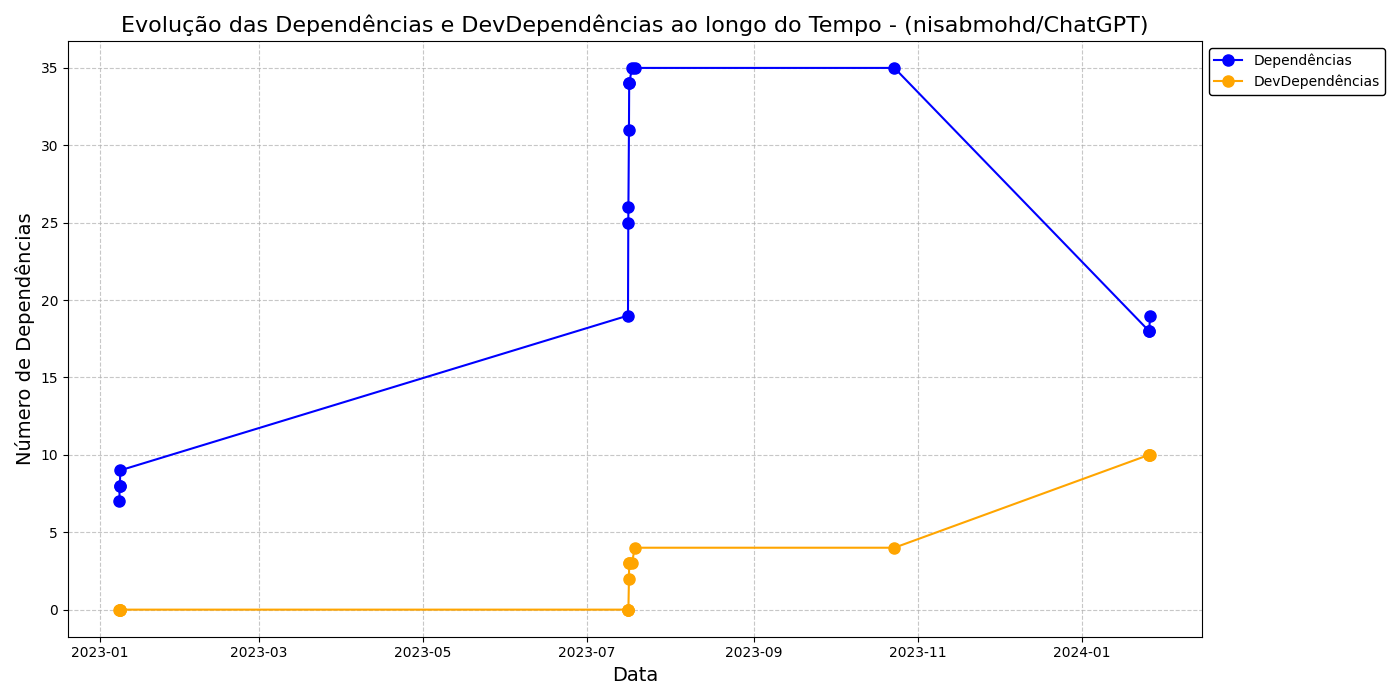 Evolução das Dependências e DevDependências ao longo do Tempo - (nisabmohd/ChatGPT)
Dependências
DevDependências
Número de Dependências
35
30
25
20
15
10
5
0
2023-01 2023-03 2023-05 2023-07 2023-09 2023-11 2024-01
Data